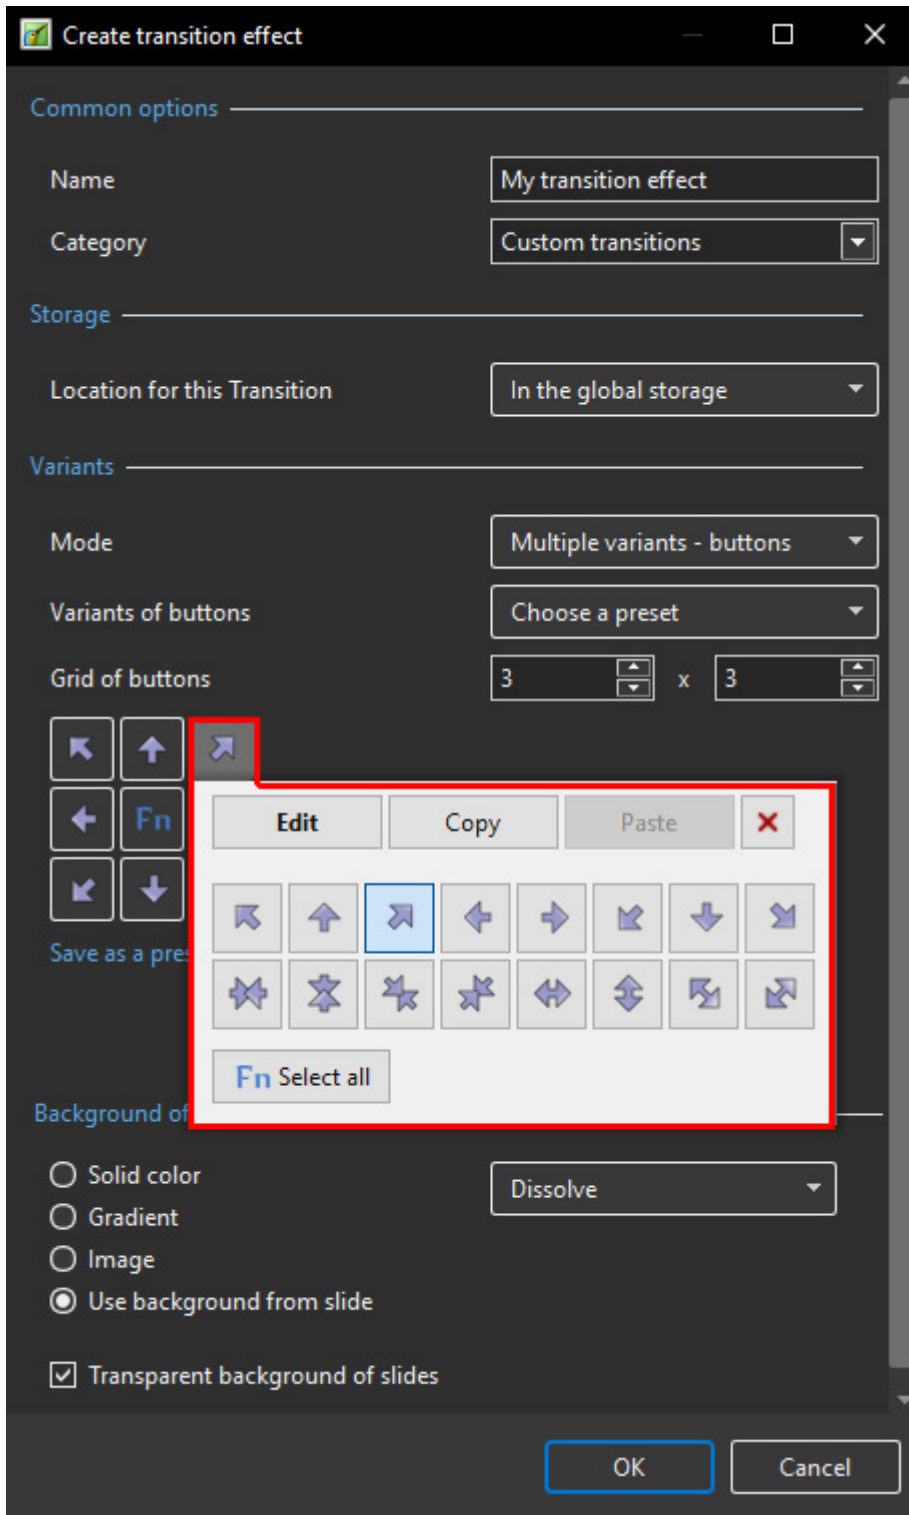 Create transition effect
Common options
Name
My transition effect
Category
Custom transitions
Storage
Location for this Transition
In the global storage
Variants
Mode
Multiple variants - buttons
Variants of buttons
Choose a preset
Grid of buttons
3 x 3
Fn
Edit Copy Paste
Save as a pres
Fn Select all
Background of
Solid color
Dissolve
Gradient
Image
Use background from slide
Transparent background of slides
OK Cancel